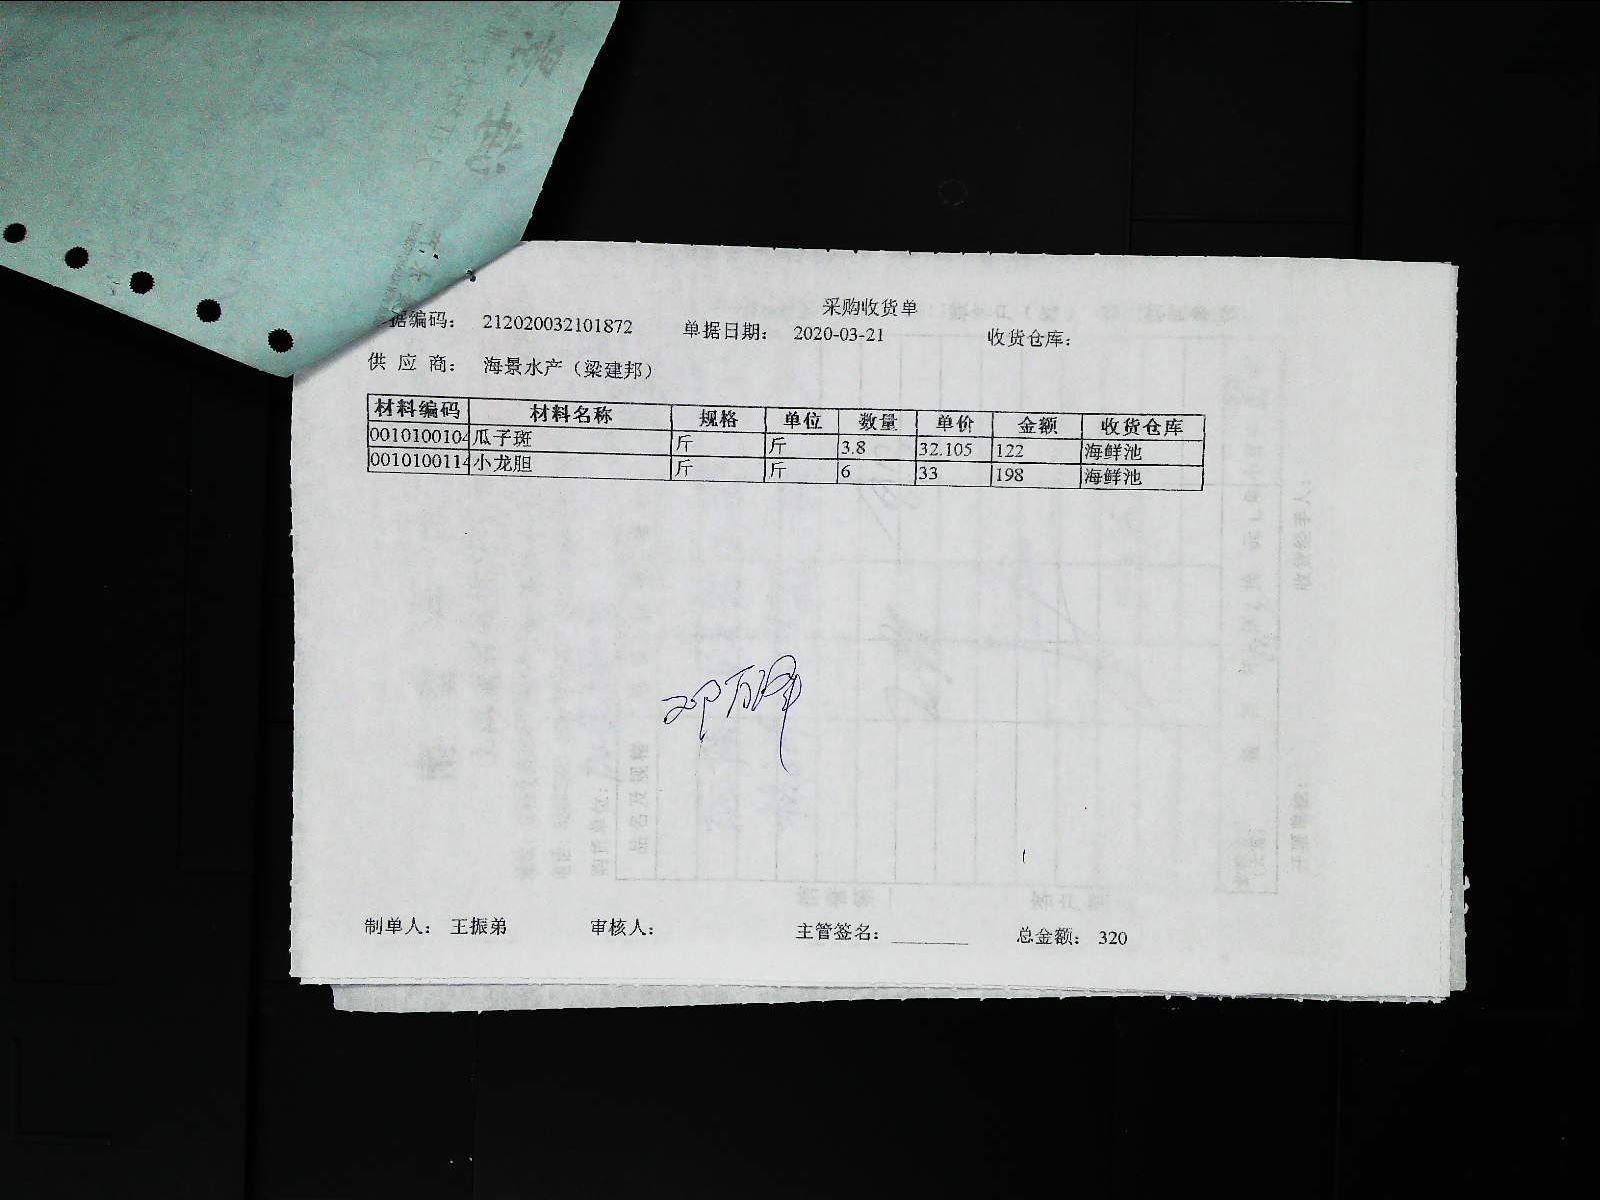 采购收货单
据编码： 212020032101872 单据日期： 2020-03-21 收货仓库：
供 应 商： 海景水产（梁建邦）
材料编码 材料名称 规格 单位 数量 单价 金额 收货仓库
0010100104 瓜子斑 斤 斤 3.8 32.105 122 海鲜池
0010100114 小龙胆 斤 斤 6 33 198 海鲜池
制单人： 王振弟 审核人： 主管签名： 总金额： 320